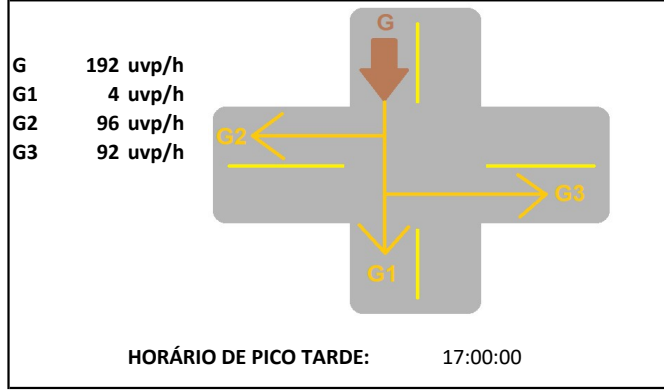 G
G 192 uvp/h
G1 4 uvp/h
G2 96 uvp/h
G3 92 uvp/h
G2
G3
G1
HORÁRIO DE PICO TARDE: 17:00:00